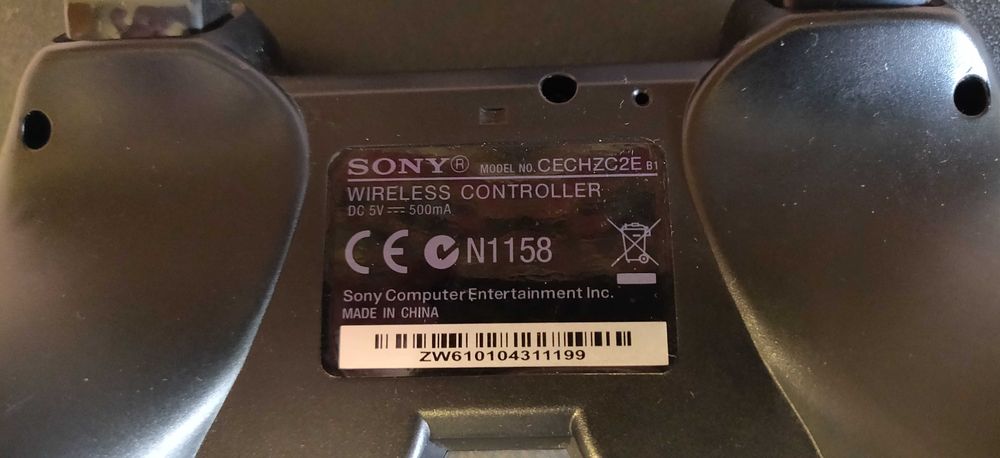 SONY® MODEL NO. CECHZC2E B1
WIRELESS CONTROLLER
DC 5V ⎓ 500mA
CE N1158
Sony Computer Entertainment Inc.
MADE IN CHINA
ZW610104311199